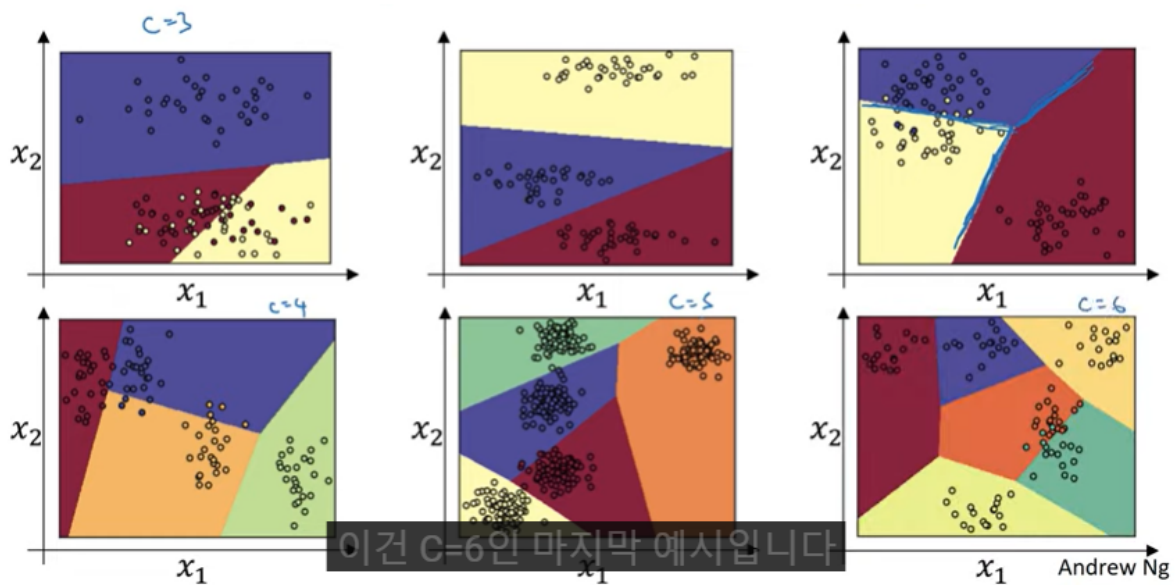 C=3
x₂
x₂
x₂
x₁
x₁
x₁
C=4
C=5
C=6
x₂
x₂
x₂
이건 C=6인 마지막 예시입니다
x₁
x₁
x₁
Andrew Ng